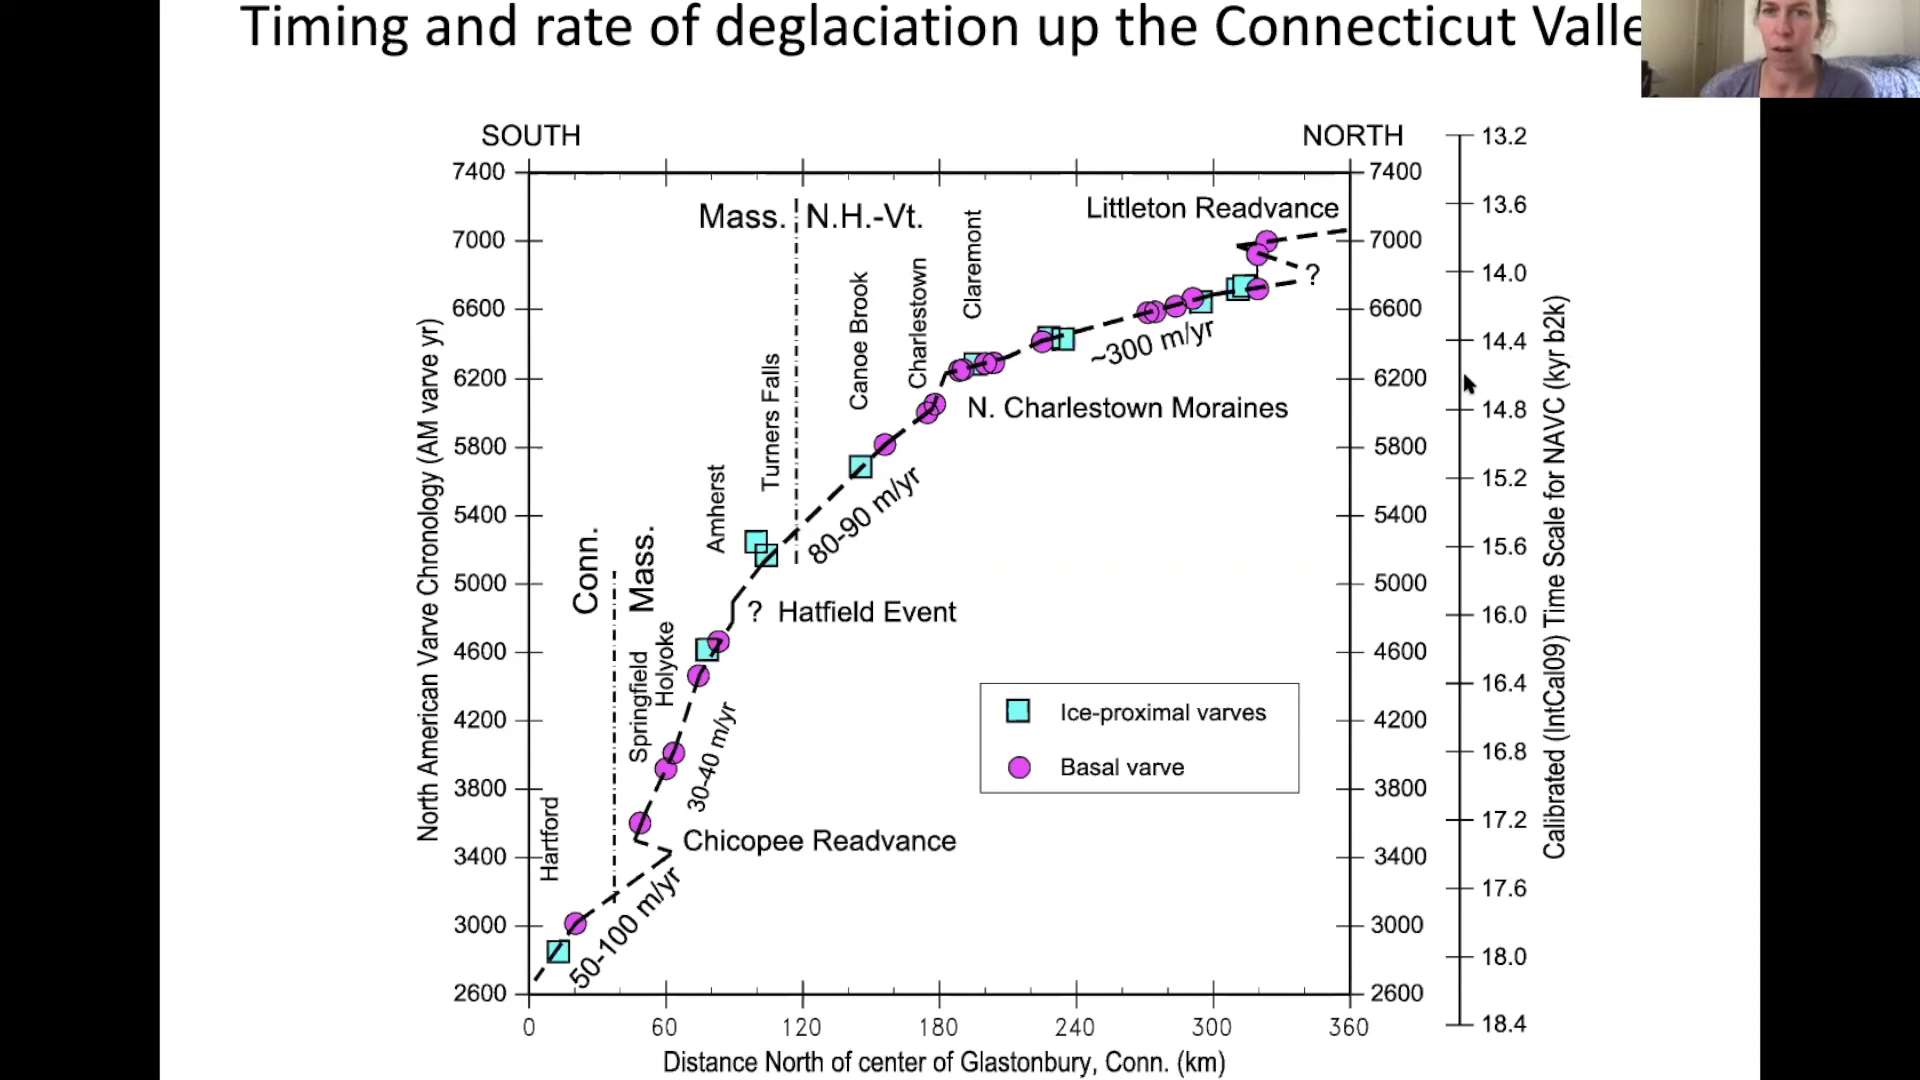 Timing and rate of deglaciation up the Connecticut Valle
SOUTH
NORTH
7400
7000
6600
6200
5800
5400
5000
4600
4200
3800
3400
3000
2600
North American Varve Chronology (AM varve yr)
Mass.
N.H.-Vt.
Conn.
Mass.
Hartford
Springfield
Holyoke
Amherst
Turners Falls
Canoe Brook
Charlestown
Claremont
Littleton Readvance
?
~300 m/yr
N. Charlestown Moraines
80-90 m/yr
? Hatfield Event
30-40 m/yr
Chicopee Readvance
50-100 m/yr
Ice-proximal varves
Basal varve
7400
7000
6600
6200
5800
5400
5000
4600
4200
3800
3400
3000
2600
13.2
13.6
14.0
14.4
14.8
15.2
15.6
16.0
16.4
16.8
17.2
17.6
18.0
18.4
Calibrated (IntCal09) Time Scale for NAVC (kyr b2k)
0 60 120 180 240 300 360
Distance North of center of Glastonbury, Conn. (km)